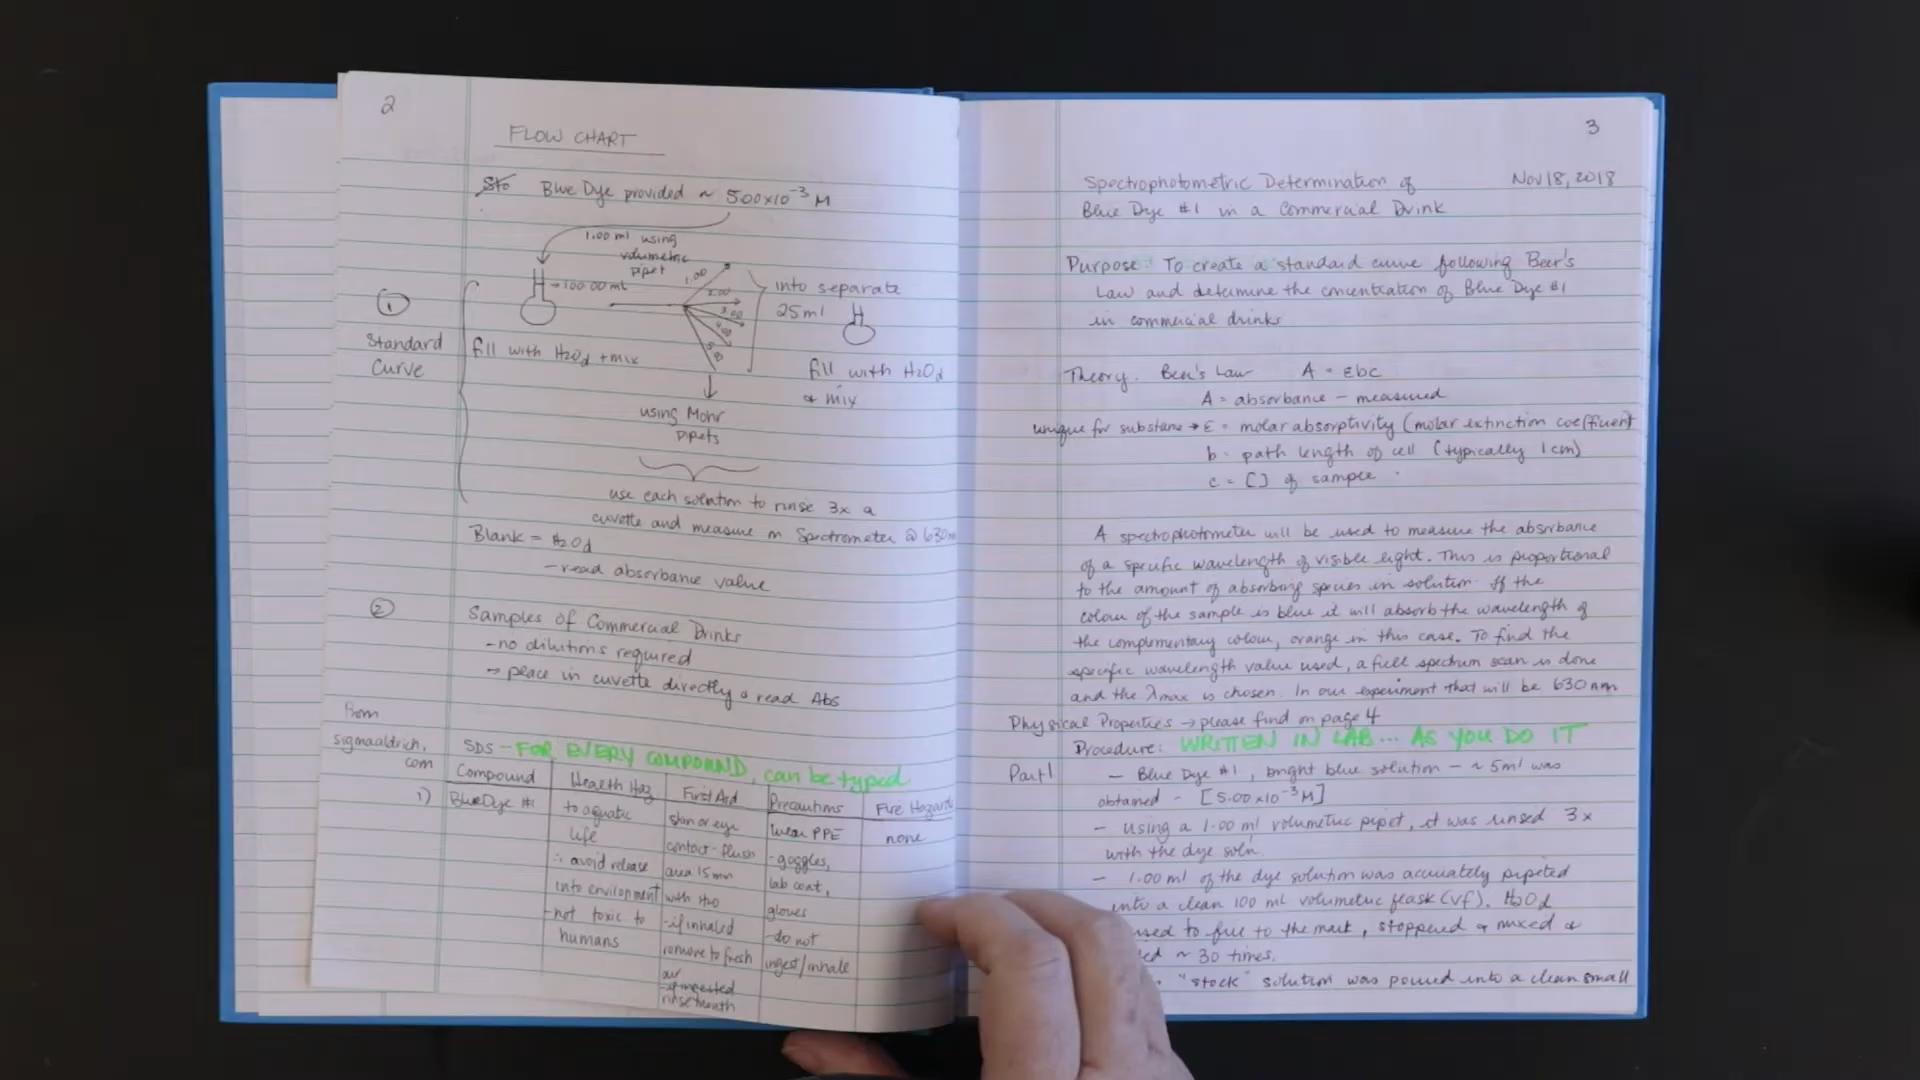 2
FLOW CHART
Sto Blue Dye provided ~ 5.00x10⁻³ M
1.00 ml using
volumetric
pipet
→100.00 ml
1.00
2.00
3.00
4.00
5.00
into separate
25ml
①
Standard
Curve
fill with H2Od + mix
fill with H2Od
& mix
using Mohr
pipets
use each solution to rinse 3x a
cuvette and measure on Spectrometer @ 630
Blank = H2Od
- read absorbance value
②
Samples of Commercial Drinks
- no dilutions required
→ place in cuvette directly & read Abs
From
sigmaaldrich.
com
SDS - FOR EVERY COMPOUND, can be typed
Compound
Health Haz
First Aid
Precautions
Fire Hazards
1)
Blue Dye #1
to aquatic
life
∴ avoid release
into environment
-not toxic to
humans
skin or eye
contact - flush
area 15 min
with H2O
- if inhaled
remove to fresh
air
- if ingested
rinse mouth
wear PPE
- goggles,
lab coat,
gloves
- do not
ingest/inhale
none
3
Spectrophotometric Determination of
Nov 18, 2018
Blue Dye #1 in a Commercial Drink
Purpose: To create a standard curve following Beer's
Law and determine the concentration of Blue Dye #1
in commercial drinks
Theory. Beer's Law A = Ebc
A = absorbance - measured
unique for substance → ε = molar absorptivity (molar extinction coefficient
b = path length of cell (typically 1 cm)
c = [] of sample
A spectrophotometer will be used to measure the absorbance
of a specific wavelength of visible light. This is proportional
to the amount of absorbing species in solution. If the
colour of the sample is blue it will absorb the wavelength of
the complementary colour, orange in this case. To find the
specific wavelength value used, a full spectrum scan is done
and the λmax is chosen. In our experiment that will be 630 nm
Physical Properties → please find on page 4
Procedure: WRITTEN IN LAB... AS YOU DO IT
Part 1
- Blue Dye #1, bright blue solution - ~ 5ml was
obtained - [5.00 x10⁻³M]
- using a 1.00 ml volumetric pipet, it was rinsed 3x
with the dye soln.
- 1.00 ml of the dye solution was accurately pipeted
into a clean 100 ml volumetric flask (vf). H2Od
used to fill to the mark, stoppered & mixed &
~ 30 times.
"stock" solution was poured into a clean small